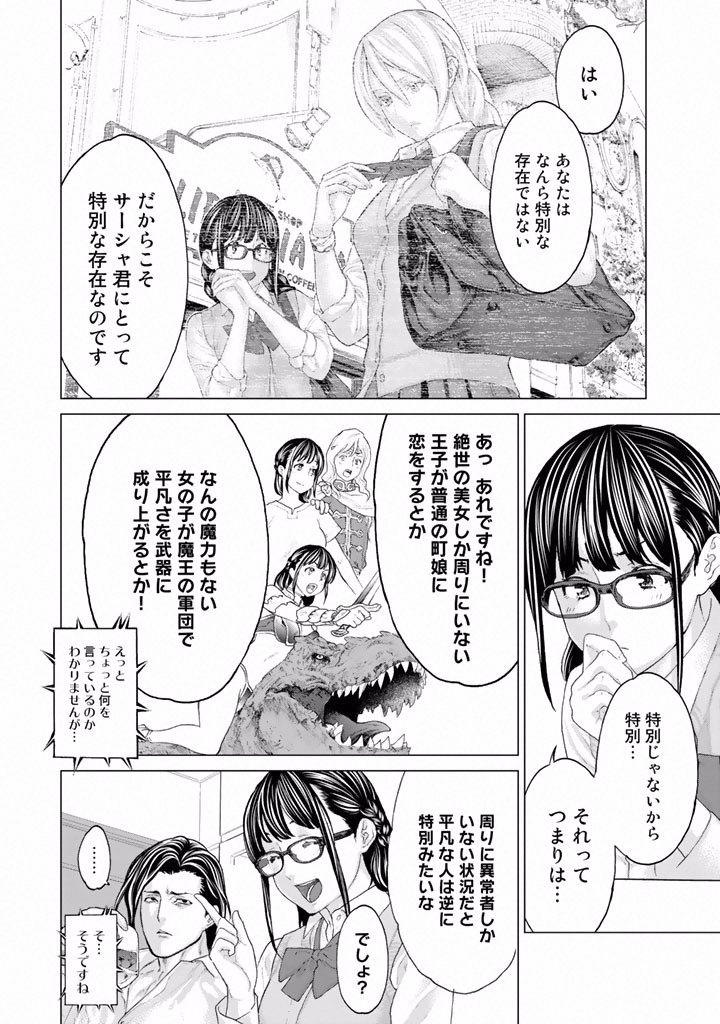 はい
あなたは
なんら特別な
存在ではない
だからこそ
サーシャ君にとって
特別な存在なのです
SHOP
COFFEE
特別じゃないから
特別…
それって
つまりは…
あっ あれですね！
絶世の美女しか周りにいない
王子が普通の町娘に
恋をするとか
なんの魔力もない
女の子が魔王の軍団で
平凡さを武器に
成り上がるとか！
えっと
ちょっと何を
言っているのか
わかりませんが…
周りに異常者しか
いない状況だと
平凡な人は逆に
特別みたいな
でしょ？
……
そ…
そうですね